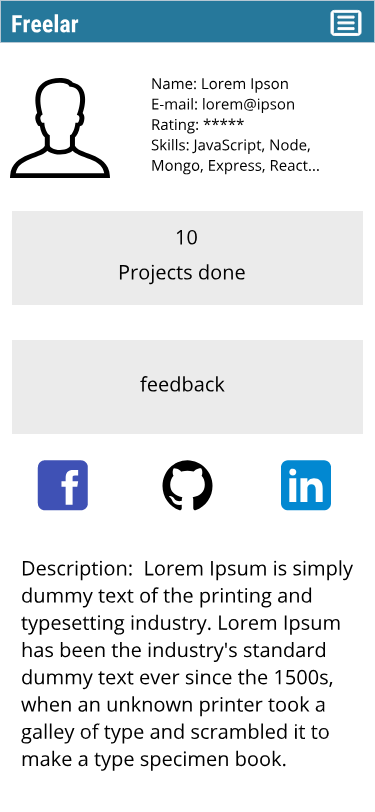 Freelar
Name: Lorem Ipson
E-mail: lorem@ipson
Rating: *****
Skills: JavaScript, Node,
Mongo, Express, React...
10
Projects done
feedback
f
in
Description:  Lorem Ipsum is simply
dummy text of the printing and
typesetting industry. Lorem Ipsum
has been the industry's standard
dummy text ever since the 1500s,
when an unknown printer took a
galley of type and scrambled it to
make a type specimen book.